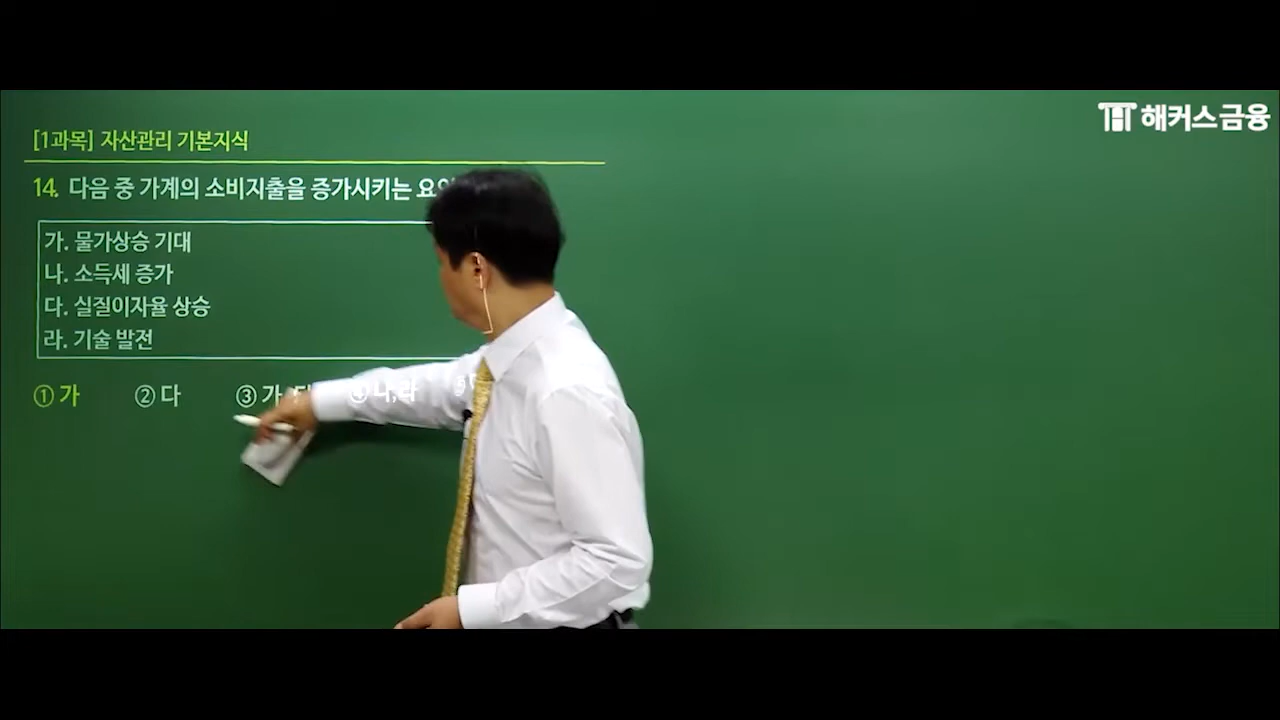 해커스금융
[1과목] 자산관리 기본지식
14. 다음 중 가계의 소비지출을 증가시키는
가. 물가상승 기대
나. 소득세 증가
다. 실질이자율 상승
라. 기술 발전
① 가 ② 다 ③ 가, ④ 나,라